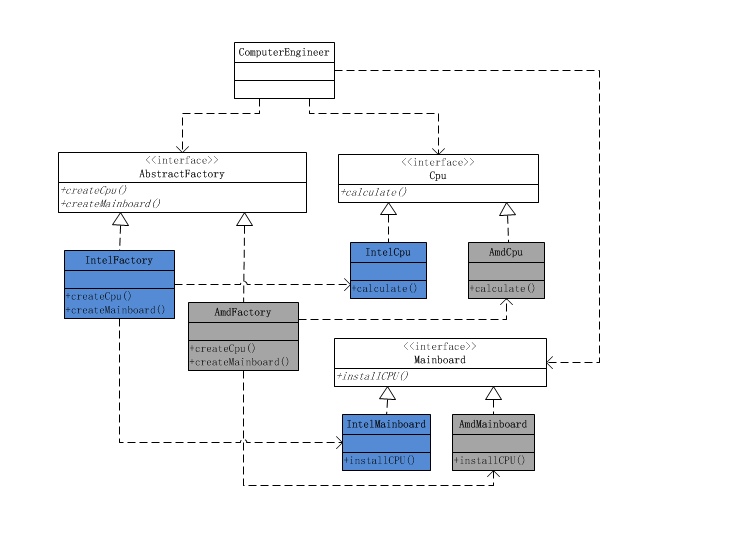 ComputerEngineer
<<interface>>
AbstractFactory
+createCpu()
+createMainboard()
<<interface>>
Cpu
+calculate()
IntelFactory
+createCpu()
+createMainboard()
IntelCpu
+calculate()
AmdCpu
+calculate()
AmdFactory
+createCpu()
+createMainboard()
<<interface>>
Mainboard
+installCPU()
IntelMainboard
+installCPU()
AmdMainboard
+installCPU()